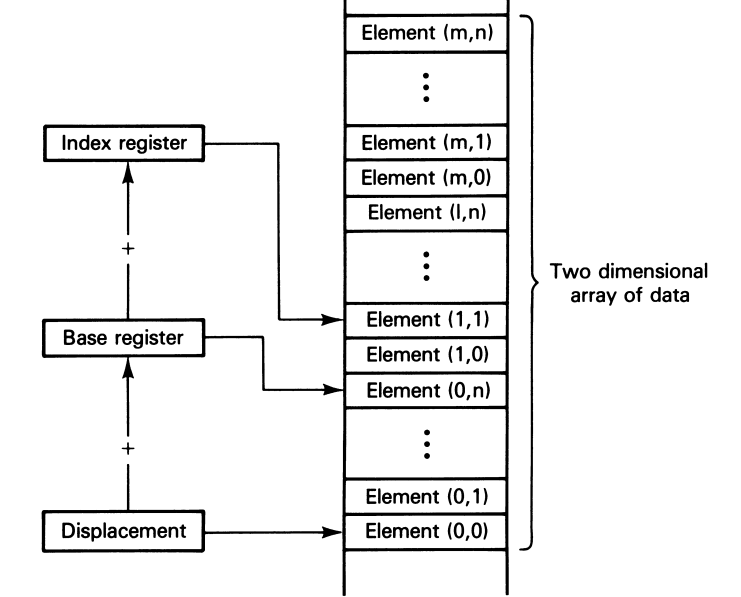 Element (m,n)
Index register
Element (m,1)
Element (m,0)
Element (l,n)
+
Two dimensional
array of data
Element (1,1)
Base register
Element (1,0)
Element (0,n)
+
Element (0,1)
Displacement
Element (0,0)